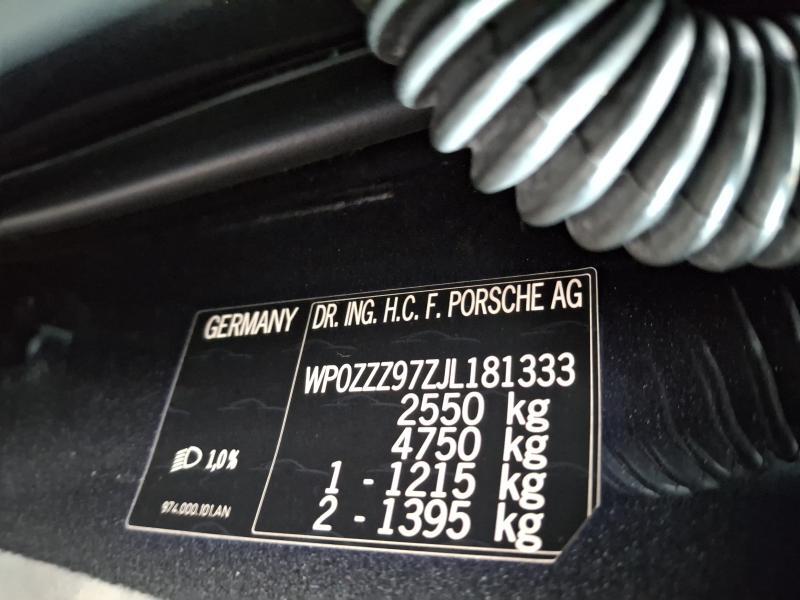 GERMANY
DR. ING. H.C. F. PORSCHE AG
WP0ZZZ97ZJL181333
2550 kg
4750 kg
1 - 1215 kg
2 - 1395 kg
1,0%
974.000.101.AN